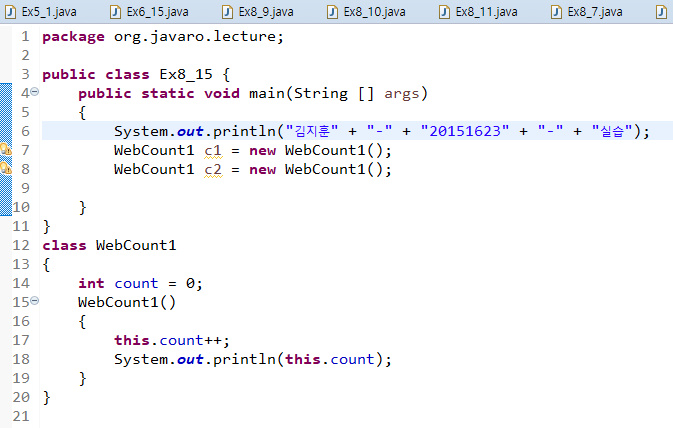 Ex5_1.java Ex6_15.java Ex8_9.java Ex8_10.java Ex8_11.java Ex8_7.java
1 package org.javaro.lecture;
2
3 public class Ex8_15 {
4 public static void main(String [] args)
5 {
6 System.out.println("김지훈" + "-" + "20151623" + "-" + "실습");
7 WebCount1 c1 = new WebCount1();
8 WebCount1 c2 = new WebCount1();
9
10 }
11 }
12 class WebCount1
13 {
14 int count = 0;
15 WebCount1()
16 {
17 this.count++;
18 System.out.println(this.count);
19 }
20 }
21